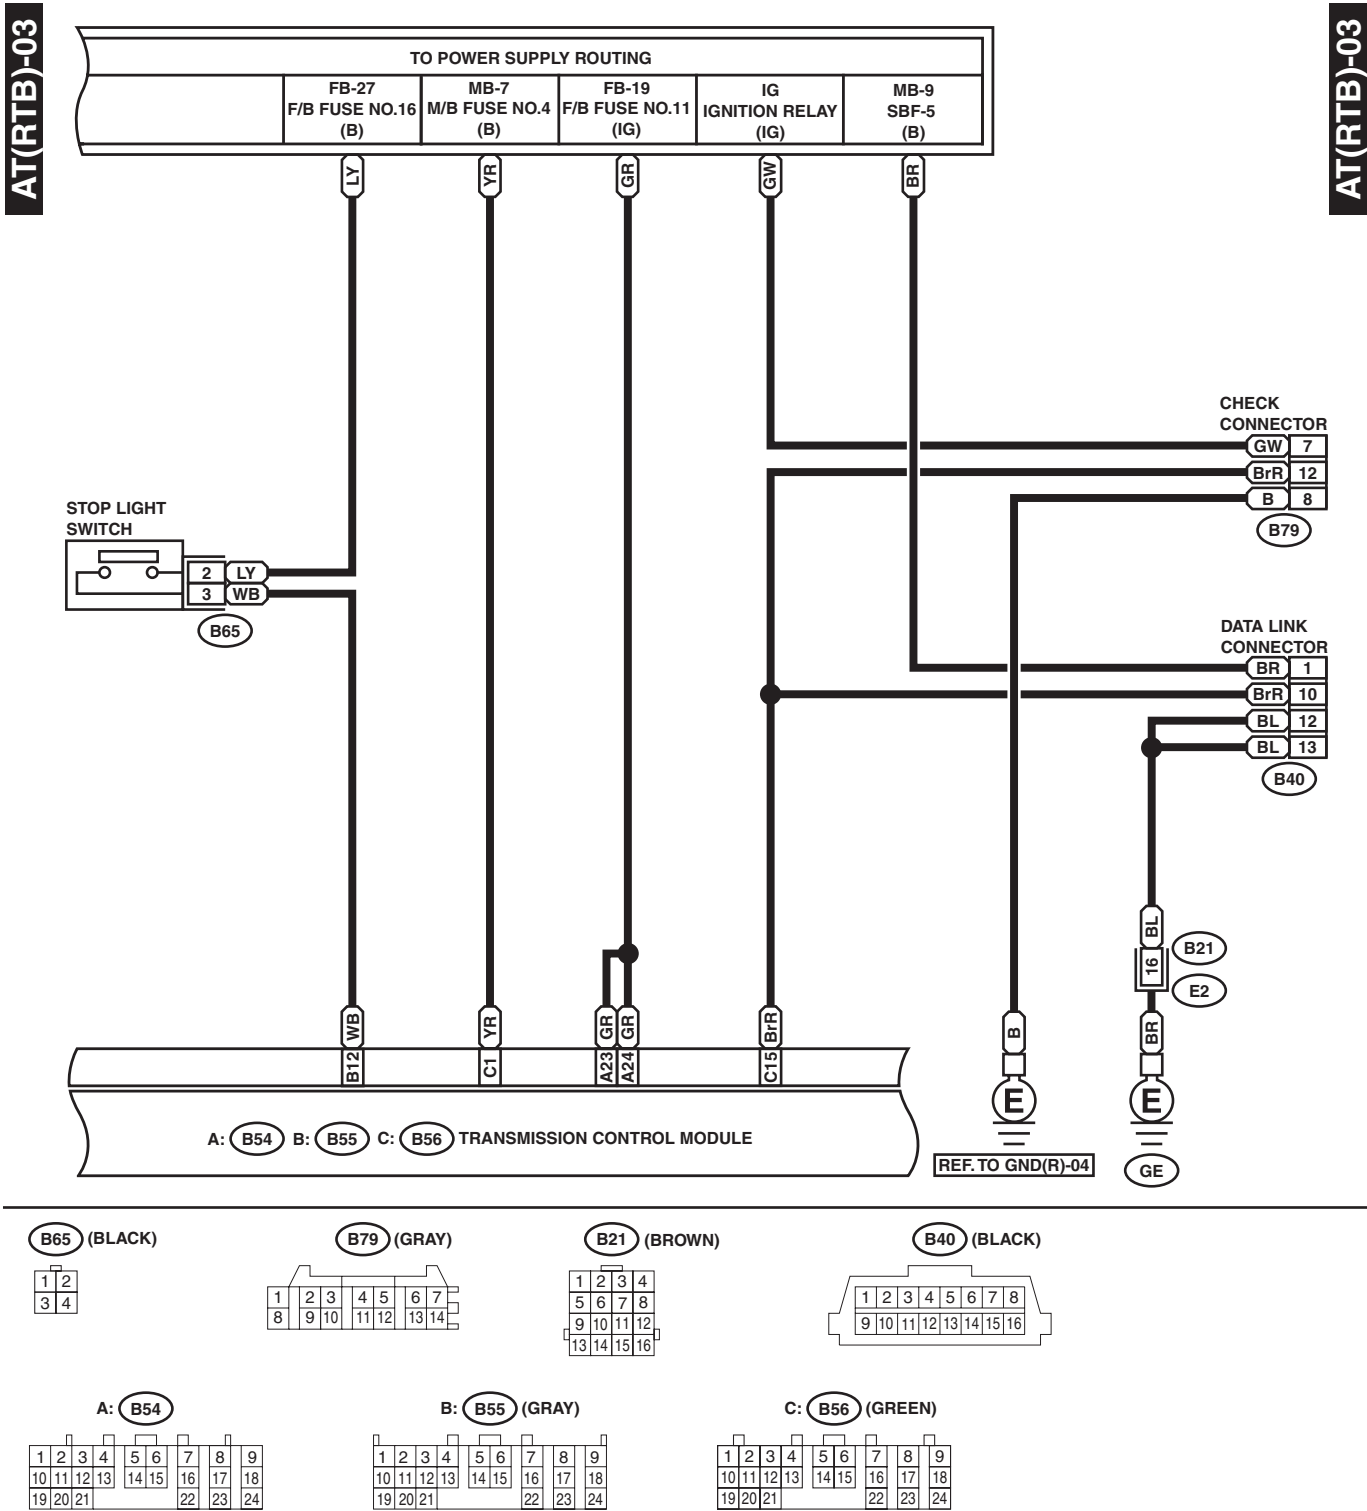 AT(RTB)-03
AT(RTB)-03
TO POWER SUPPLY ROUTING
FB-27
F/B FUSE NO.16
(B)
MB-7
M/B FUSE NO.4
(B)
FB-19
F/B FUSE NO.11
(IG)
IG
IGNITION RELAY
(IG)
MB-9
SBF-5
(B)
LY
YR
GR
GW
BR
CHECK
CONNECTOR
GW 7
BrR 12
B 8
B79
STOP LIGHT
SWITCH
2 LY
3 WB
B65
DATA LINK
CONNECTOR
BR 1
BrR 10
BL 12
BL 13
B40
BL
16
B21
E2
WB
YR
GR
GR
BrR
B
BR
B12
C1
A23
A24
C15
E
E
A: B54 B: B55 C: B56 TRANSMISSION CONTROL MODULE
REF. TO GND(R)-04
GE
B65 (BLACK)
1 2
3 4
B79 (GRAY)
1 2 3 4 5 6 7
8 9 10 11 12 13 14
B21 (BROWN)
1 2 3 4
5 6 7 8
9 10 11 12
13 14 15 16
B40 (BLACK)
1 2 3 4 5 6 7 8
9 10 11 12 13 14 15 16
A: B54
1 2 3 4 5 6 7 8 9
10 11 12 13 14 15 16 17 18
19 20 21 22 23 24
B: B55 (GRAY)
1 2 3 4 5 6 7 8 9
10 11 12 13 14 15 16 17 18
19 20 21 22 23 24
C: B56 (GREEN)
1 2 3 4 5 6 7 8 9
10 11 12 13 14 15 16 17 18
19 20 21 22 23 24